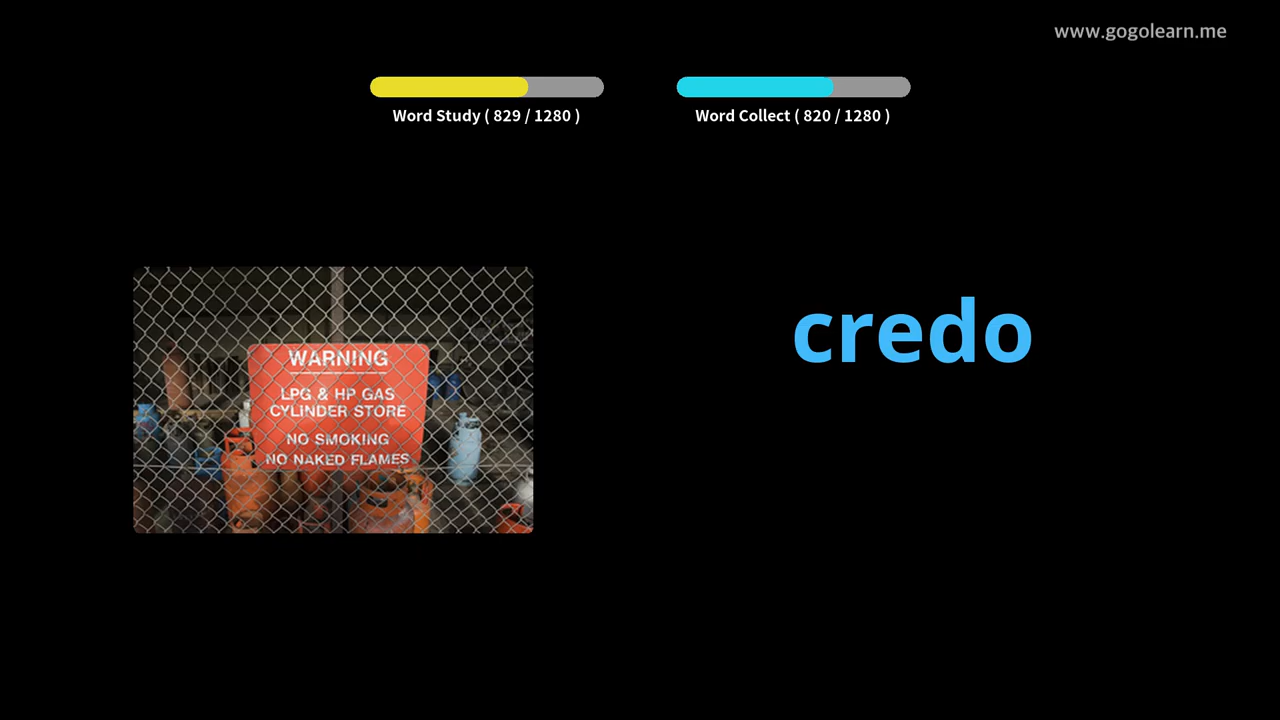 www.gogolearn.me
Word Study ( 829 / 1280 )
Word Collect ( 820 / 1280 )
WARNING
LPG & HP GAS
CYLINDER STORE
NO SMOKING
NO NAKED FLAMES
credo